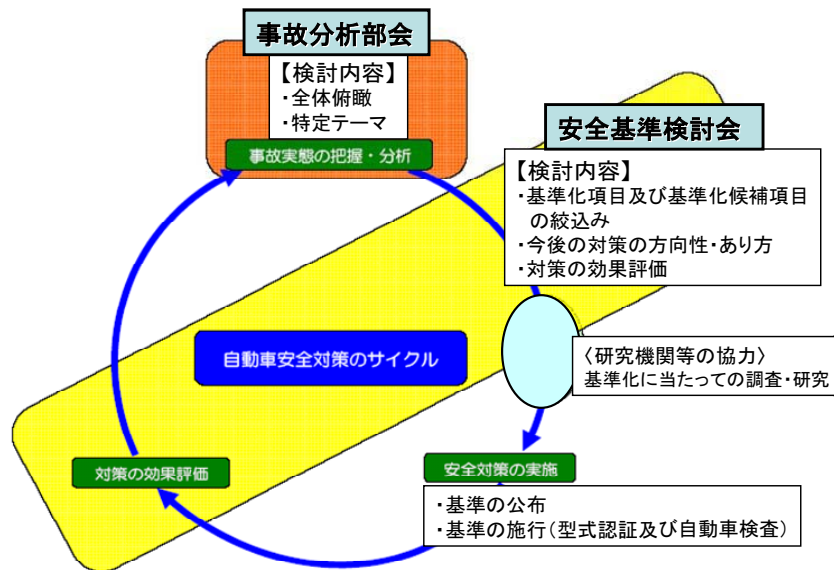 事故分析部会
【検討内容】
・全体俯瞰
・特定テーマ
事故実態の把握・分析
安全基準検討会
【検討内容】
・基準化項目及び基準化候補項目
の絞込み
・今後の対策の方向性・あり方
・対策の効果評価
自動車安全対策のサイクル
〈研究機関等の協力〉
基準化に当たっての調査・研究
対策の効果評価
安全対策の実施
・基準の公布
・基準の施行(型式認証及び自動車検査)